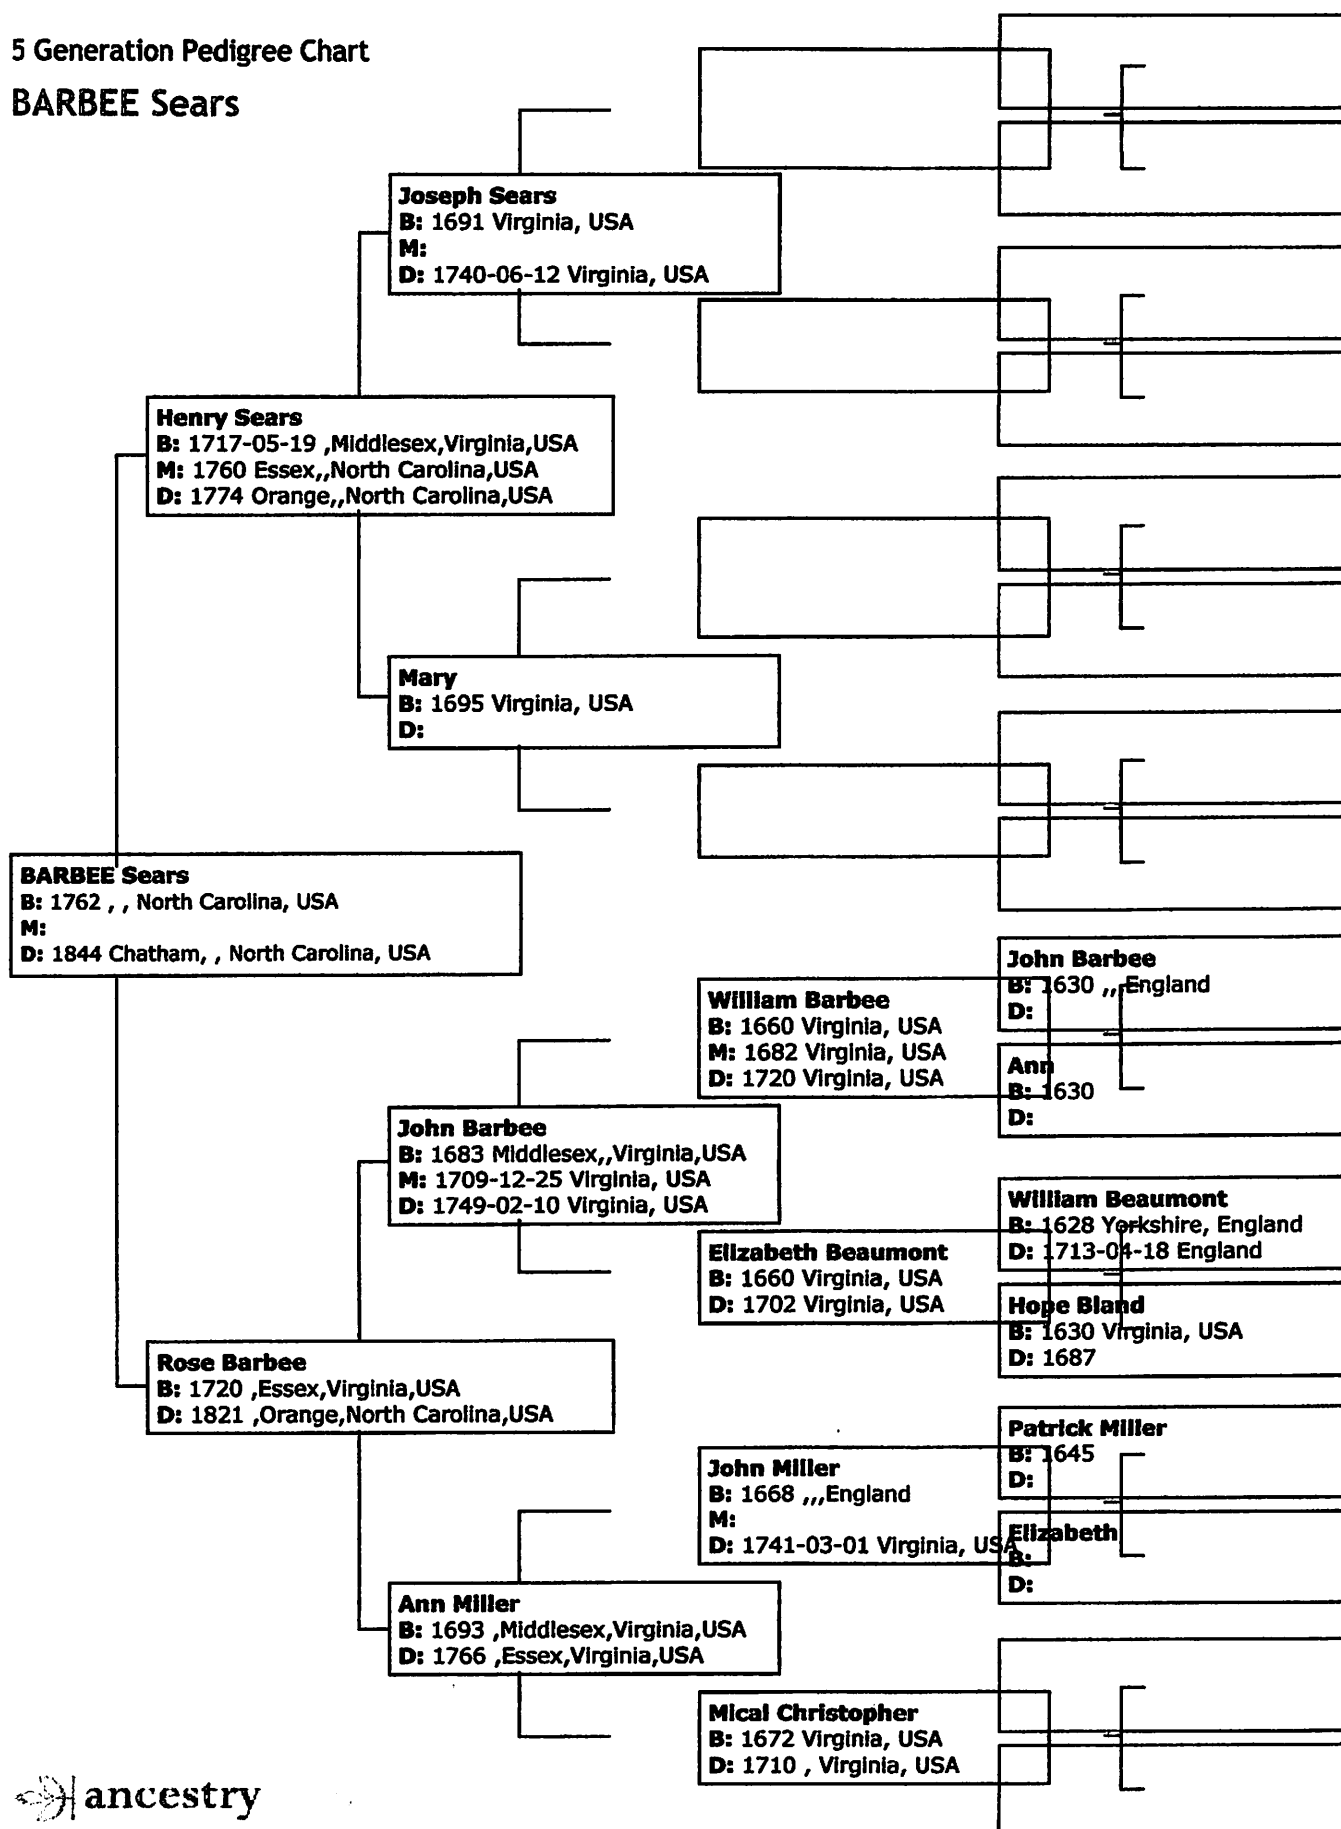 5 Generation Pedigree Chart
BARBEE Sears
Joseph Sears
B: 1691 Virginia, USA
M:
D: 1740-06-12 Virginia, USA
Henry Sears
B: 1717-05-19 ,Middlesex,Virginia,USA
M: 1760 Essex,,North Carolina,USA
D: 1774 Orange,,North Carolina,USA
Mary
B: 1695 Virginia, USA
D:
BARBEE Sears
B: 1762 , , North Carolina, USA
M:
D: 1844 Chatham, , North Carolina, USA
John Barbee
B: 1630 ,,,England
D:
William Barbee
B: 1660 Virginia, USA
M: 1682 Virginia, USA
D: 1720 Virginia, USA
Ann
B: 1630
D:
John Barbee
B: 1683 Middlesex,,Virginia,USA
M: 1709-12-25 Virginia, USA
D: 1749-02-10 Virginia, USA
William Beaumont
B: 1628 Yorkshire, England
D: 1713-04-18 England
Elizabeth Beaumont
B: 1660 Virginia, USA
D: 1702 Virginia, USA
Hope Bland
B: 1630 Virginia, USA
D: 1687
Rose Barbee
B: 1720 ,Essex,Virginia,USA
D: 1821 ,Orange,North Carolina,USA
Patrick Miller
B: 1645
D:
John Miller
B: 1668 ,,,England
M:
D: 1741-03-01 Virginia, USA
Elizabeth
B:
D:
Ann Miller
B: 1693 ,Middlesex,Virginia,USA
D: 1766 ,Essex,Virginia,USA
Mical Christopher
B: 1672 Virginia, USA
D: 1710 , Virginia, USA
ancestry